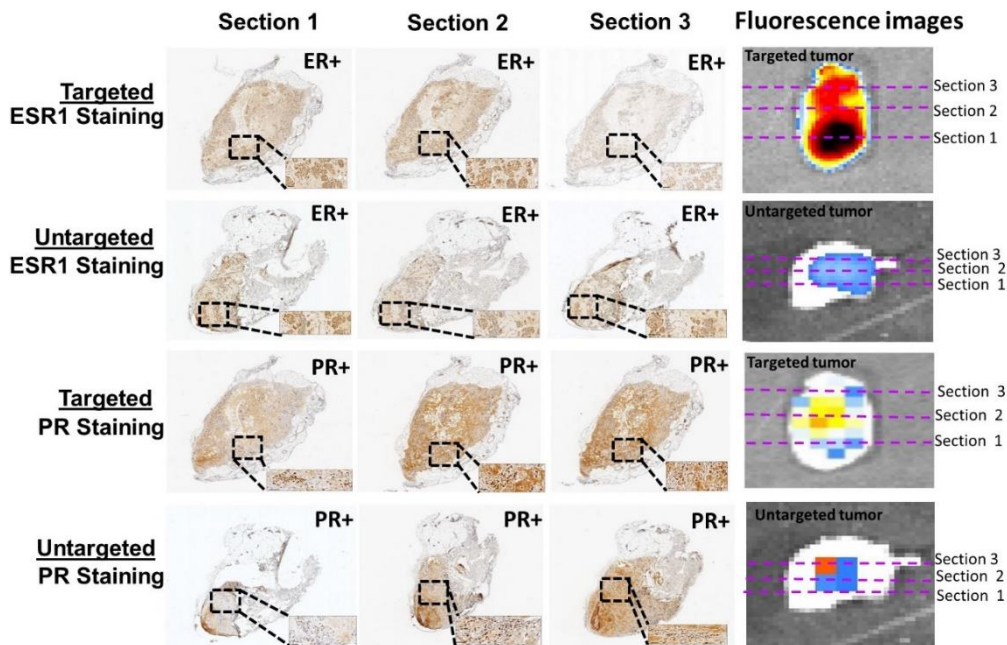 Section 1 Section 2 Section 3 Fluorescence images
Targeted
ESR1 Staining
ER+ ER+ ER+
Targeted tumor
Section 3
Section 2
Section 1
Untargeted
ESR1 Staining
ER+ ER+ ER+
Untargeted tumor
Section 3
Section 2
Section 1
Targeted
PR Staining
PR+ PR+ PR+
Targeted tumor
Section 3
Section 2
Section 1
Untargeted
PR Staining
PR+ PR+ PR+
Untargeted tumor
Section 3
Section 2
Section 1